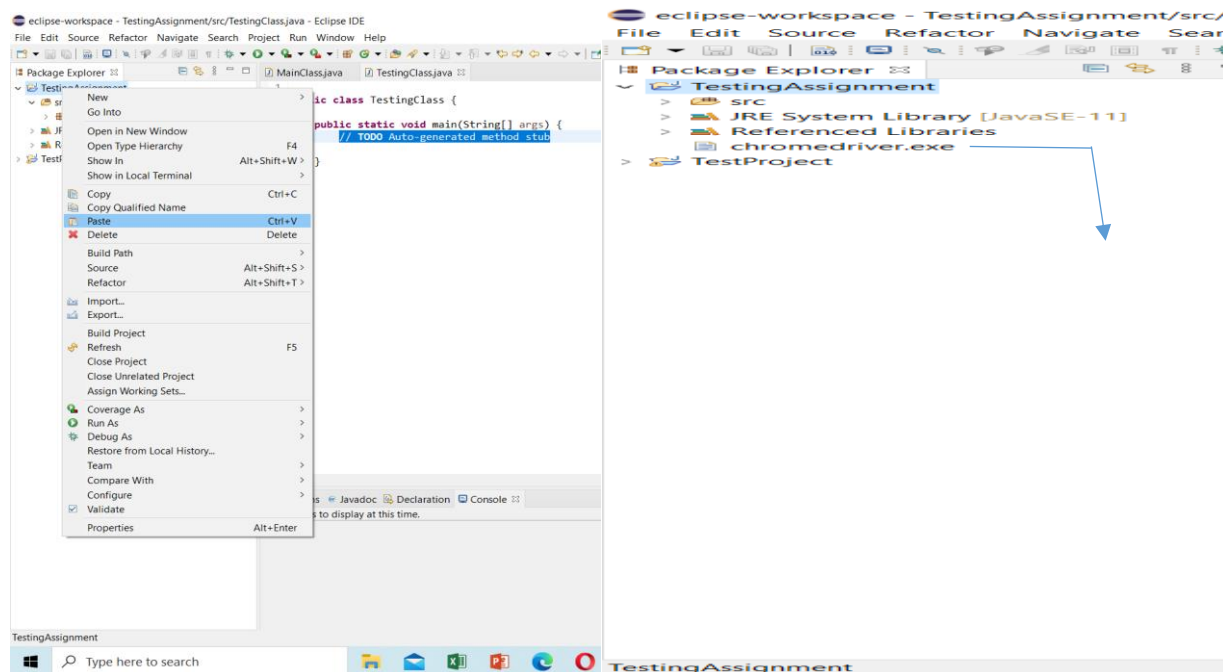 eclipse-workspace - TestingAssignment/src/TestingClass.java - Eclipse IDE
File Edit Source Refactor Navigate Search Project Run Window Help
Package Explorer
MainClass.java TestingClass.java
TestingAssignment
1
ic class TestingClass {
public static void main(String[] args) {
// TODO Auto-generated method stub
}
sr
JR
R
TestP
New
Go Into
Open in New Window
Open Type Hierarchy F4
Show In Alt+Shift+W >
Show in Local Terminal
Copy Ctrl+C
Copy Qualified Name
Paste Ctrl+V
Delete Delete
Build Path
Source Alt+Shift+S >
Refactor Alt+Shift+T >
Import...
Export...
Build Project
Refresh F5
Close Project
Close Unrelated Project
Assign Working Sets...
Coverage As
Run As
Debug As
Restore from Local History...
Team
Compare With
Configure
Validate
Properties Alt+Enter
ns Javadoc Declaration Console
s to display at this time.
TestingAssignment
Type here to search
eclipse-workspace - TestingAssignment/src/
File Edit Source Refactor Navigate Sear
Package Explorer
TestingAssignment
src
JRE System Library [JavaSE-11]
Referenced Libraries
chromedriver.exe
TestProject
TestingAssignment